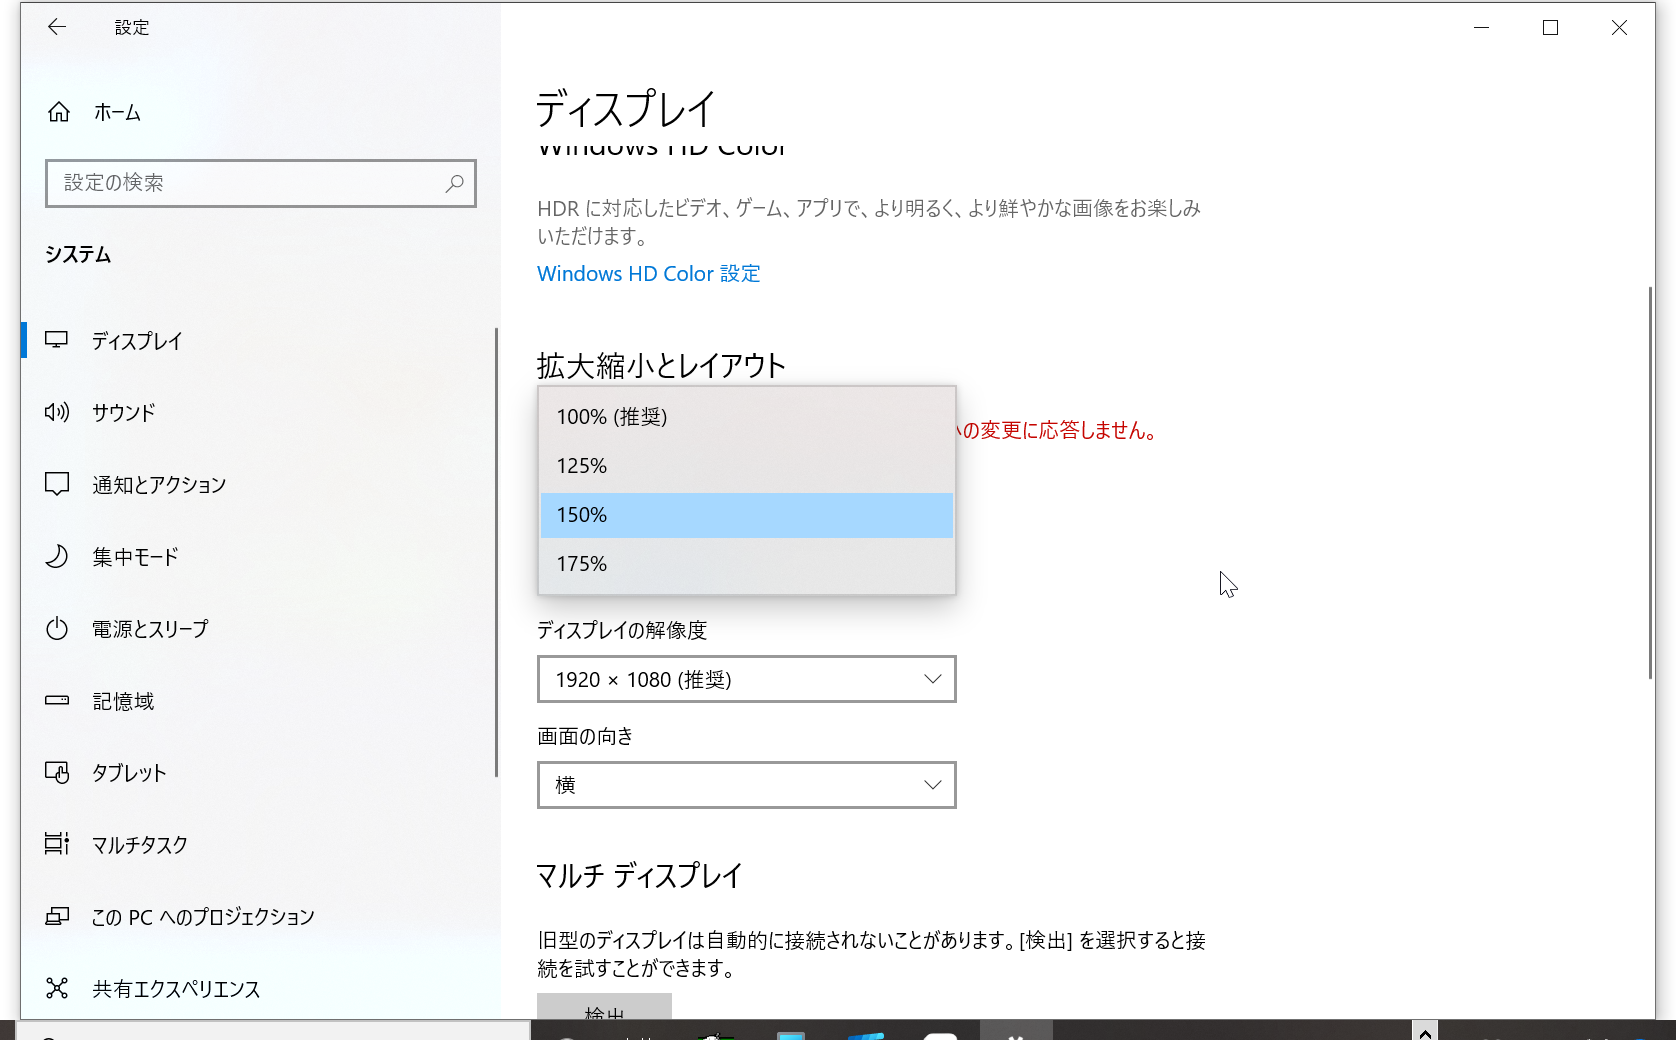 設定
ホーム
設定の検索
システム
ディスプレイ
サウンド
通知とアクション
集中モード
電源とスリープ
記憶域
タブレット
マルチタスク
この PC へのプロジェクション
共有エクスペリエンス
ディスプレイ
Windows HD Color
HDR に対応したビデオ、ゲーム、アプリで、より明るく、より鮮やかな画像をお楽しみ
いただけます。
Windows HD Color 設定
拡大縮小とレイアウト
の変更に応答しません。
100% (推奨)
125%
150%
175%
ディスプレイの解像度
1920 × 1080 (推奨)
画面の向き
横
マルチ ディスプレイ
旧型のディスプレイは自動的に接続されないことがあります。[検出] を選択すると接
続を試すことができます。
検出